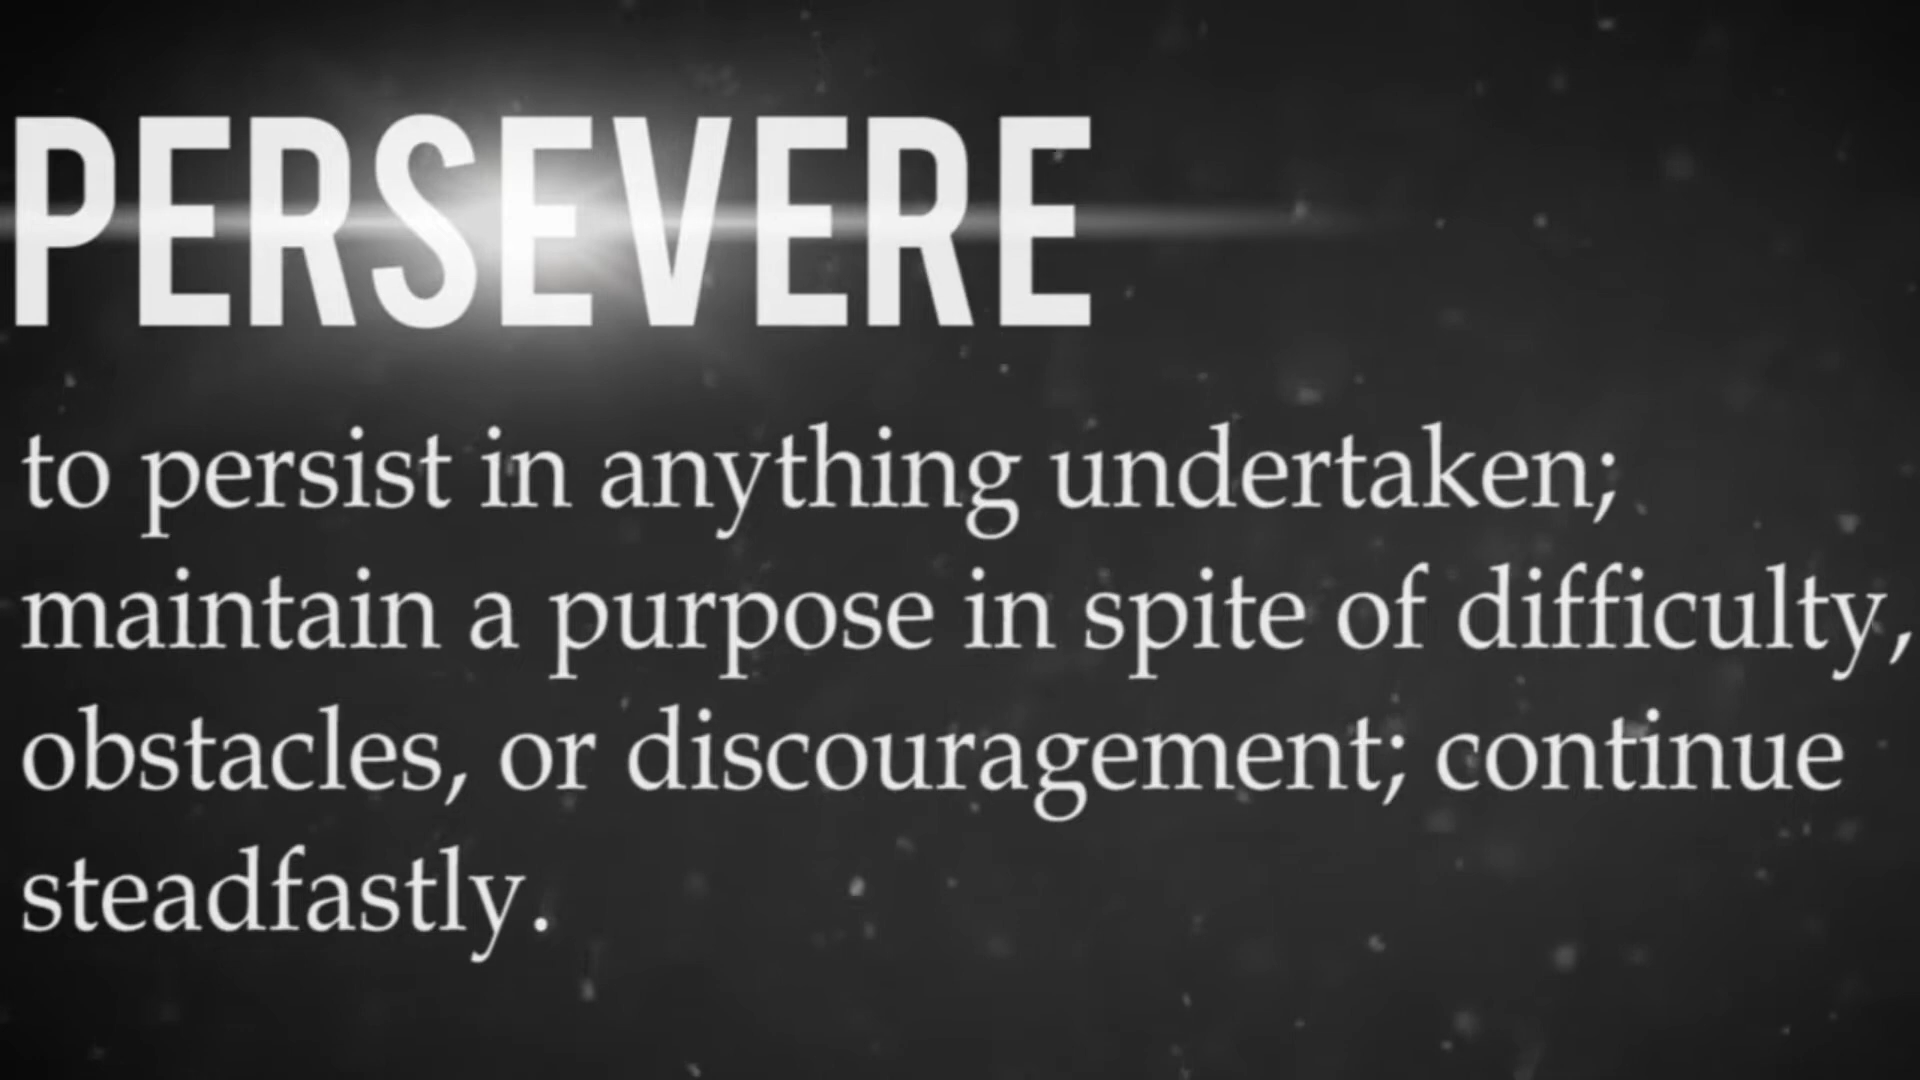 PERSEVERE
to persist in anything undertaken;
maintain a purpose in spite of difficulty,
obstacles, or discouragement; continue
steadfastly.